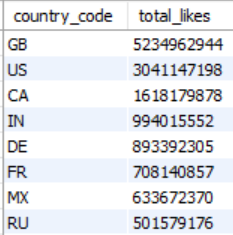 country_code total_likes
GB 5234962944
US 3041147198
CA 1618179878
IN 994015552
DE 893392305
FR 708140857
MX 633672370
RU 501579176